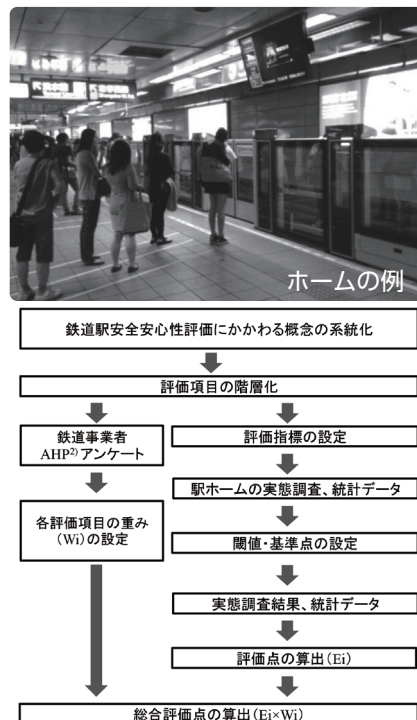 ホームの例
鉄道駅安全安心性評価にかかわる概念の系統化
評価項目の階層化
鉄道事業者
AHP²⁾アンケート
各評価項目の重み
(Wi)の設定
評価指標の設定
駅ホームの実態調査、統計データ
閾値・基準点の設定
実態調査結果、統計データ
評価点の算出(Ei)
総合評価点の算出(Ei×Wi)